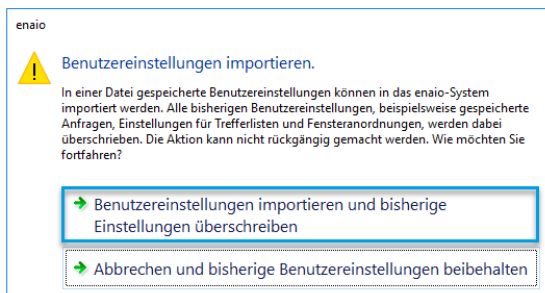 enaio
Benutzereinstellungen importieren.
In einer Datei gespeicherte Benutzereinstellungen können in das enaio-System
importiert werden. Alle bisherigen Benutzereinstellungen, beispielsweise gespeicherte
Anfragen, Einstellungen für Trefferlisten und Fensteranordnungen, werden dabei
überschrieben. Die Aktion kann nicht rückgängig gemacht werden. Wie möchten Sie
fortfahren?
Benutzereinstellungen importieren und bisherige
Einstellungen überschreiben
Abbrechen und bisherige Benutzereinstellungen beibehalten